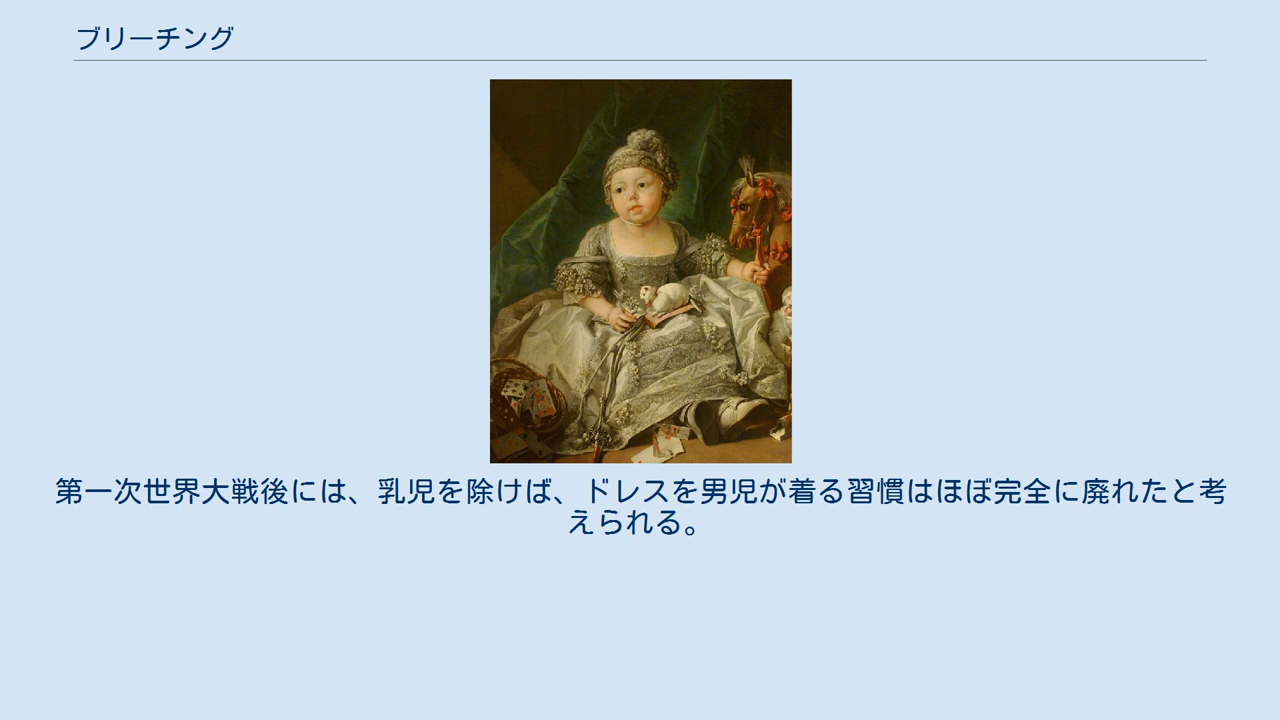 ブリーチング
第一次世界大戦後には、乳児を除けば、ドレスを男児が着る習慣はほぼ完全に廃れたと考
えられる。